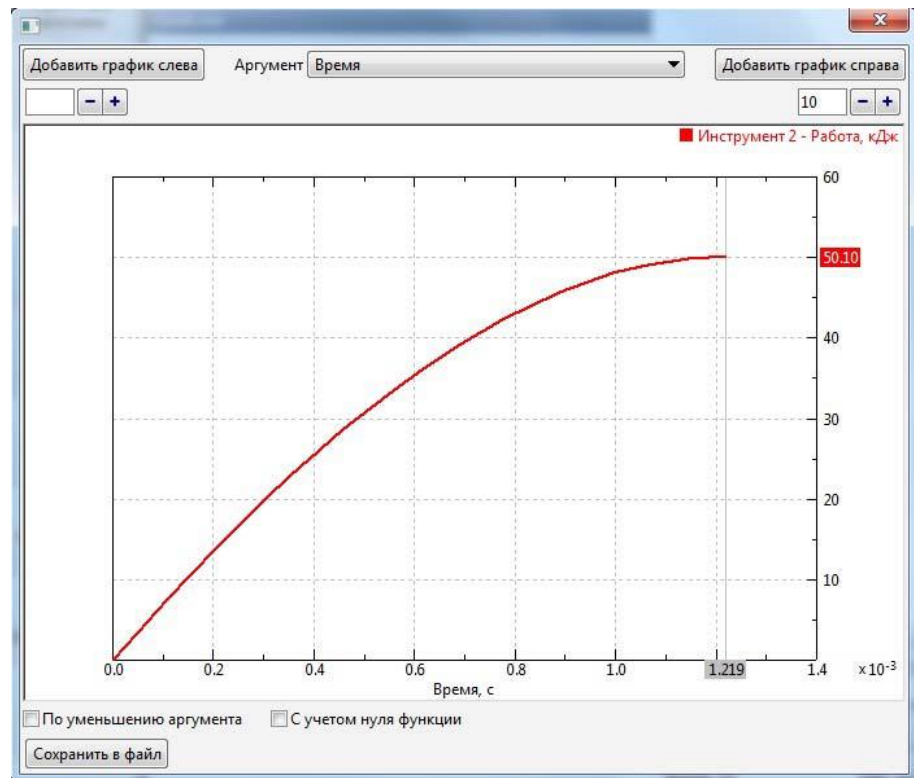 Добавить график слева Аргумент Время Добавить график справа
− + 10 − +
Инструмент 2 - Работа, кДж
60
50.10
40
30
20
10
0.0 0.2 0.4 0.6 0.8 1.0 1.219 1.4 x10-3
Время, с
По уменьшению аргумента С учетом нуля функции
Сохранить в файл